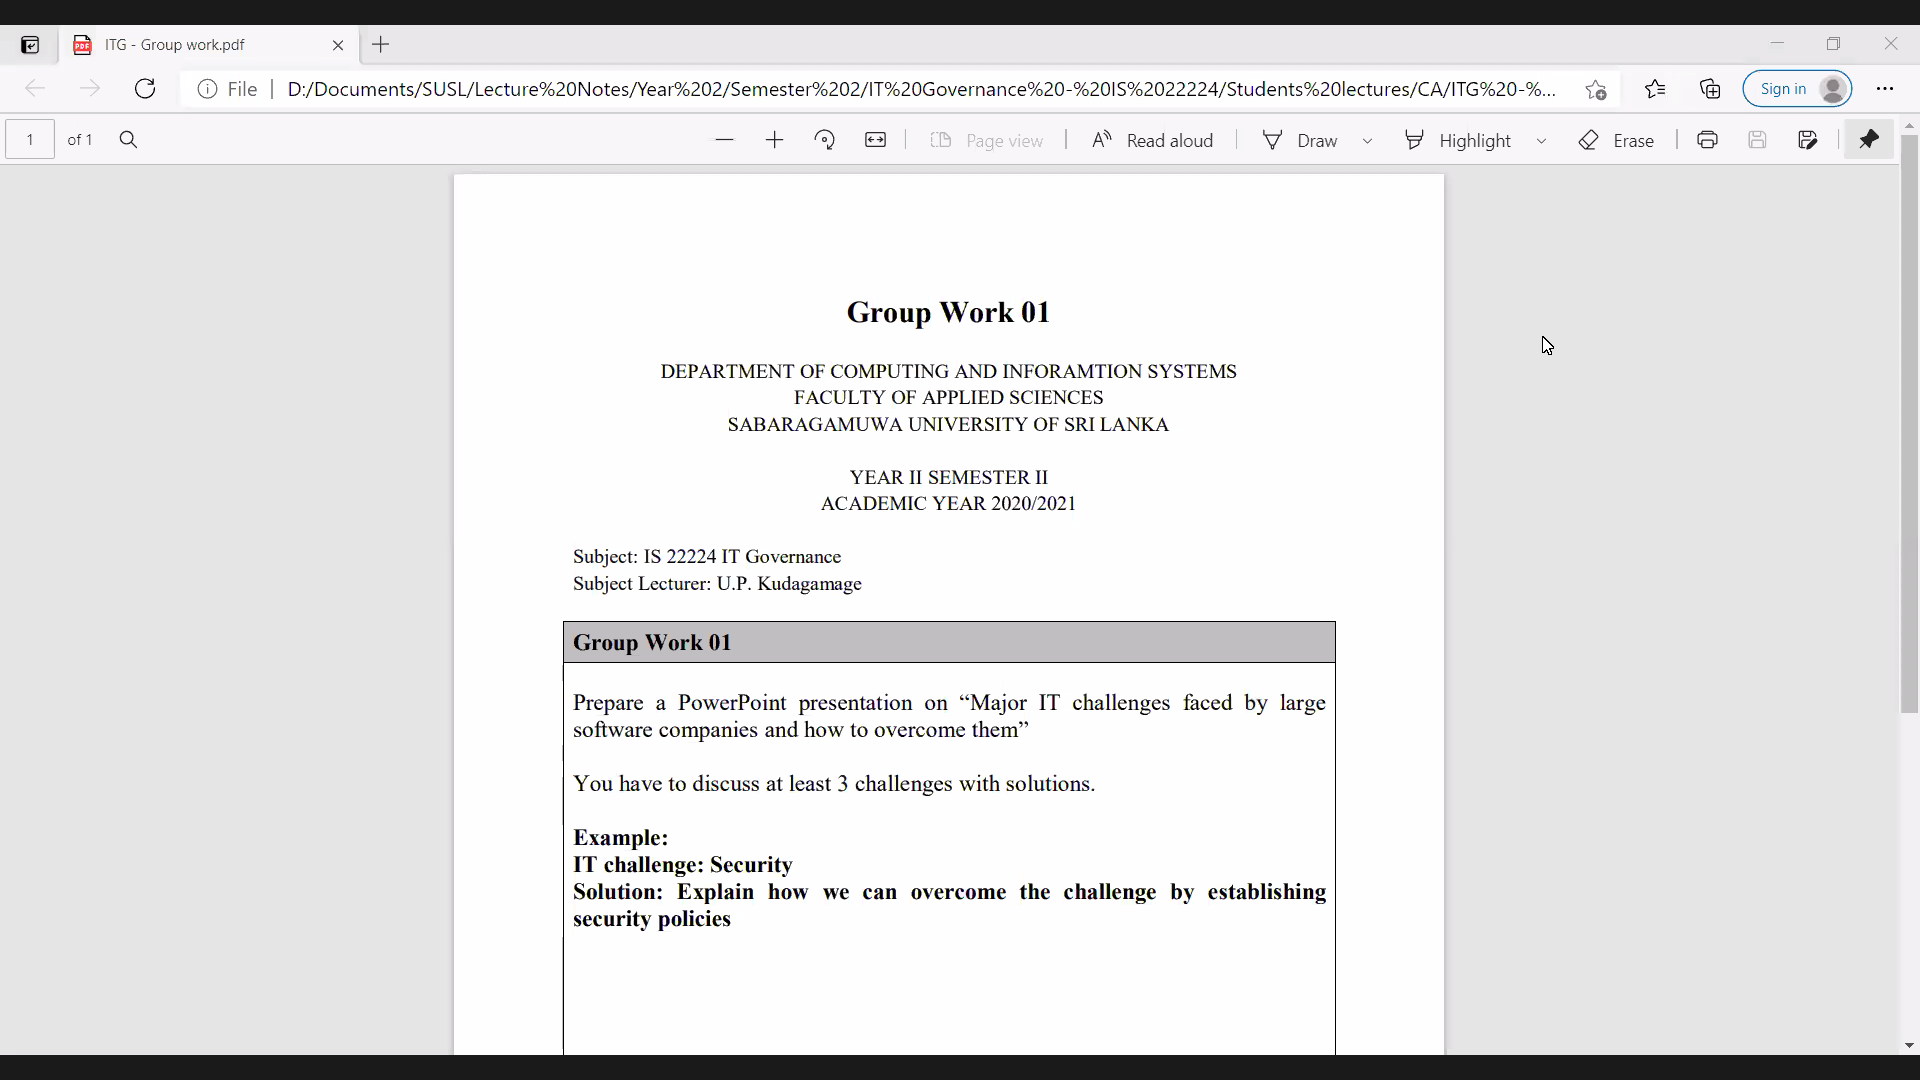 ITG - Group work.pdf
File
D:/Documents/SUSL/Lecture%20Notes/Year%202/Semester%202/IT%20Governance%20-%20IS%2022224/Students%20lectures/CA/ITG%20-%...
Sign in
1 of 1
Page view
Read aloud
Draw
Highlight
Erase
Group Work 01
DEPARTMENT OF COMPUTING AND INFORAMTION SYSTEMS
FACULTY OF APPLIED SCIENCES
SABARAGAMUWA UNIVERSITY OF SRI LANKA
YEAR II SEMESTER II
ACADEMIC YEAR 2020/2021
Subject: IS 22224 IT Governance
Subject Lecturer: U.P. Kudagamage
Group Work 01
Prepare a PowerPoint presentation on “Major IT challenges faced by large
software companies and how to overcome them”
You have to discuss at least 3 challenges with solutions.
Example:
IT challenge: Security
Solution: Explain how we can overcome the challenge by establishing
security policies